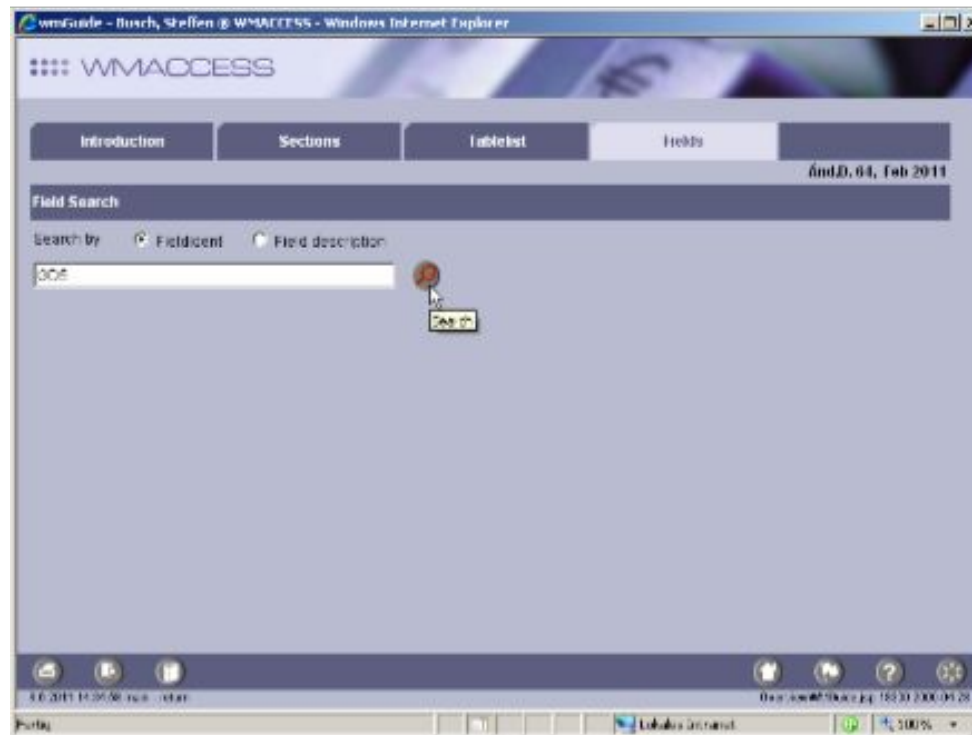 wmGuide - Busch, Steffen @ WMACCESS - Windows Internet Explorer
WMACCESS
Introduction
Sections
Tablelist
Fields
Änd.D. 64, Feb 2011
Field Search
Search by Fieldident Field description
Search
Fertig
Lokales Intranet
100%